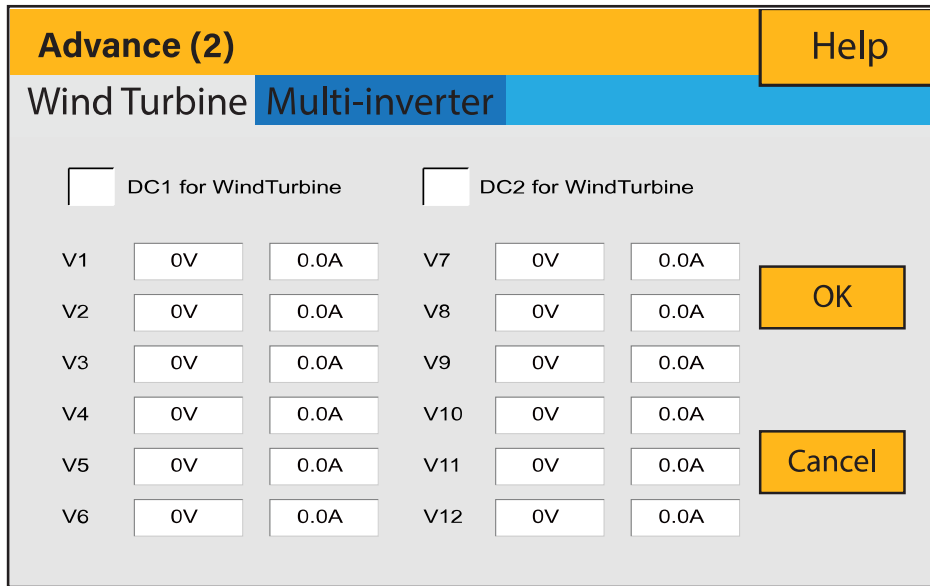 Advance (2) Help
Wind Turbine Multi-inverter
DC1 for WindTurbine DC2 for WindTurbine
V1 0V 0.0A V7 0V 0.0A
OK
V2 0V 0.0A V8 0V 0.0A
V3 0V 0.0A V9 0V 0.0A
V4 0V 0.0A V10 0V 0.0A
V5 0V 0.0A V11 0V 0.0A Cancel
V6 0V 0.0A V12 0V 0.0A